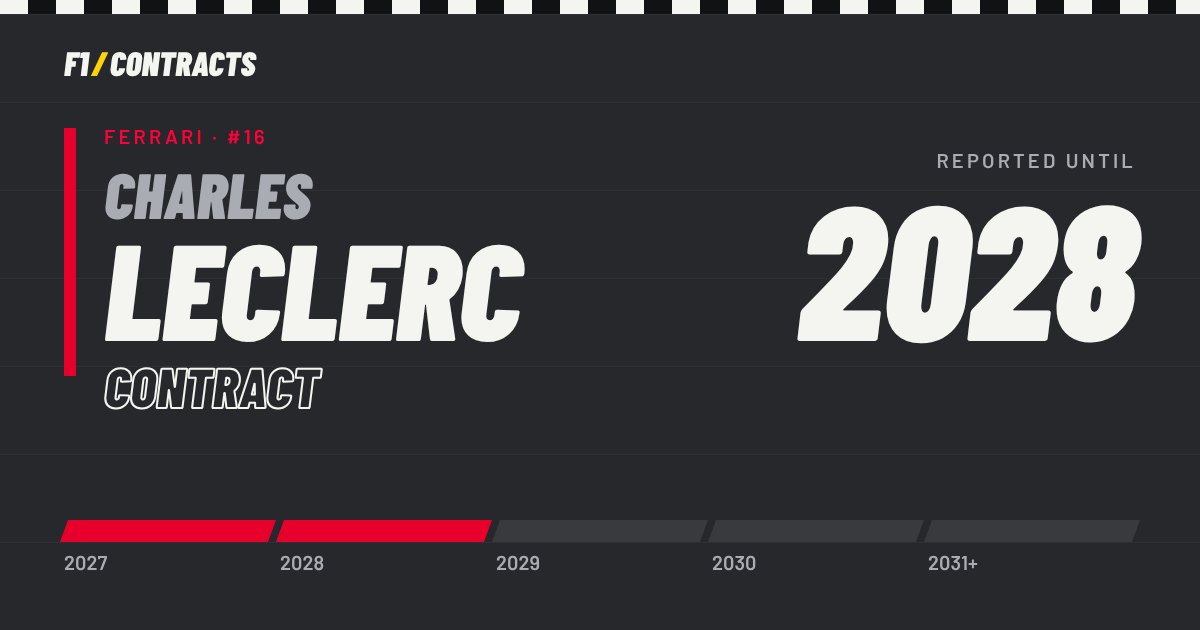 F1/CONTRACTS
FERRARI · #16
CHARLES
LECLERC
CONTRACT
REPORTED UNTIL
2028
2027 2028 2029 2030 2031+